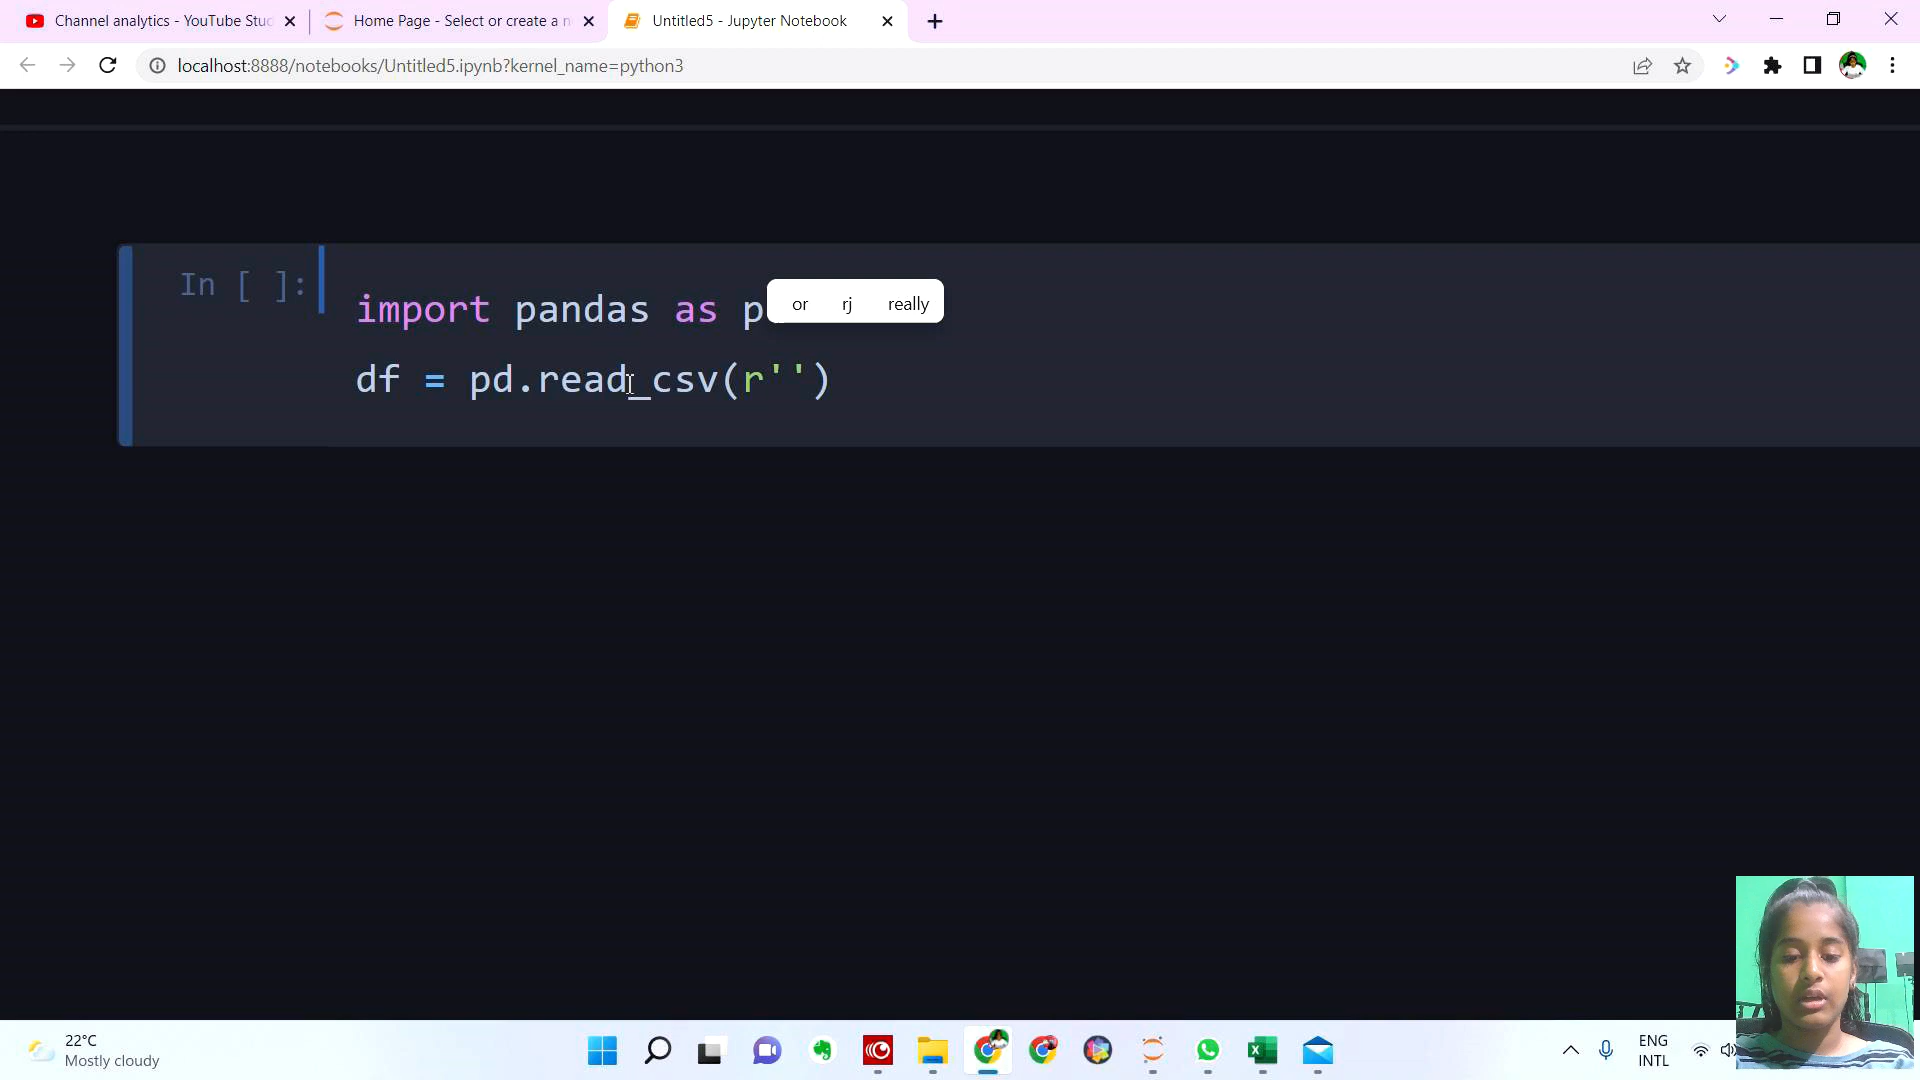 Channel analytics - YouTube Stu
Home Page - Select or create a n
Untitled5 - Jupyter Notebook
localhost:8888/notebooks/Untitled5.ipynb?kernel_name=python3
In [ ]:
import pandas as p
or rj really
df = pd.read_csv(r'')
22°C
Mostly cloudy
ENG
INTL